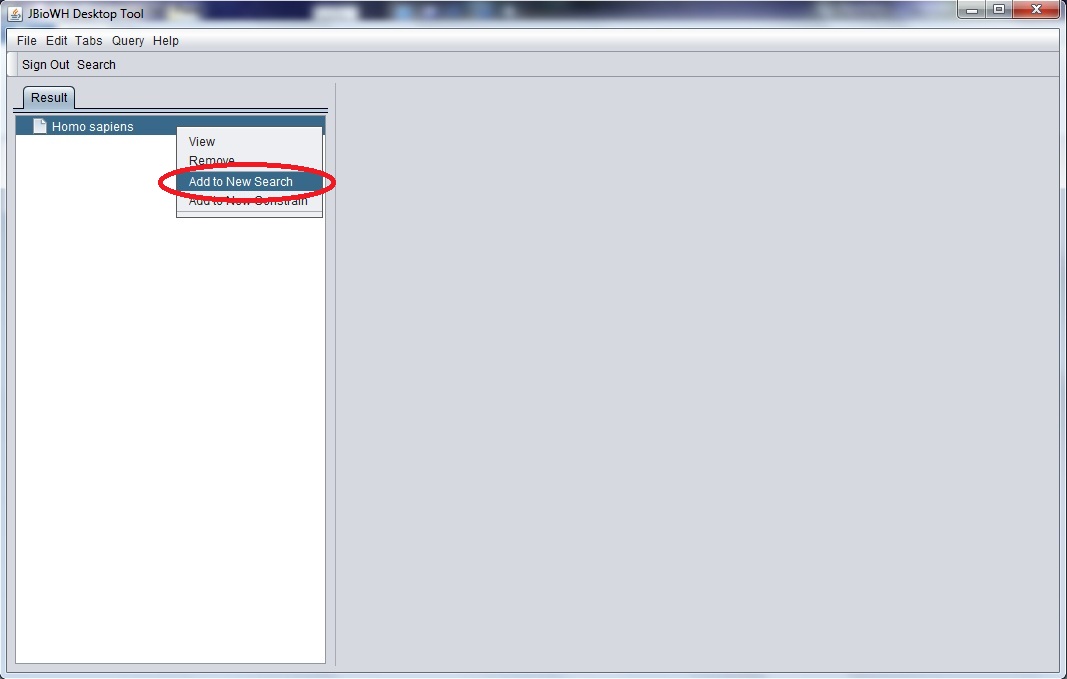 JBioWH Desktop Tool
File Edit Tabs Query Help
Sign Out Search
Result
Homo sapiens
View
Remove
Add to New Search
Add to New Constrain